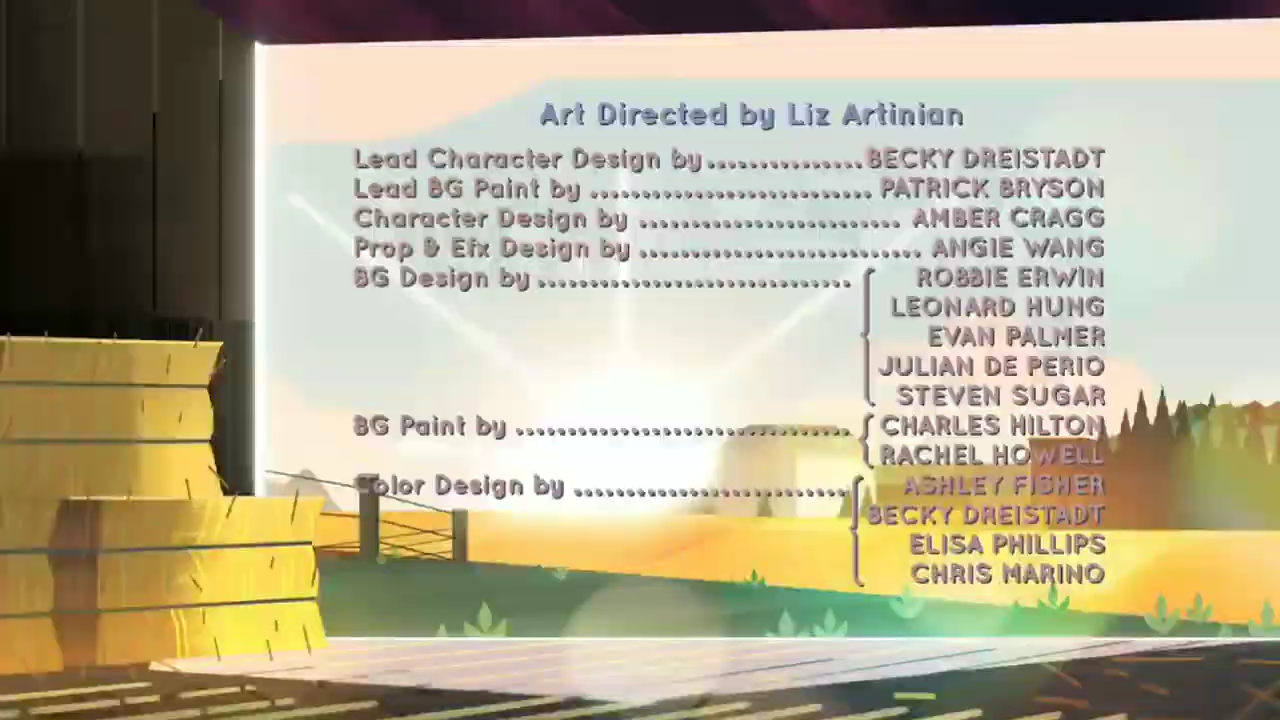 Art Directed by Liz Artinian
Lead Character Design by...............BECKY DREISTADT
Lead BG Paint by ........................... PATRICK BRYSON
Character Design by ......................... AMBER CRAGG
Prop & Efx Design by ........................... ANGIE WANG
BG Design by .............................. ROBBIE ERWIN
LEONARD HUNG
EVAN PALMER
JULIAN DE PERIO
STEVEN SUGAR
BG Paint by ................................ CHARLES HILTON
RACHEL HOWELL
Color Design by .......................... ASHLEY FISHER
BECKY DREISTADT
ELISA PHILLIPS
CHRIS MARINO